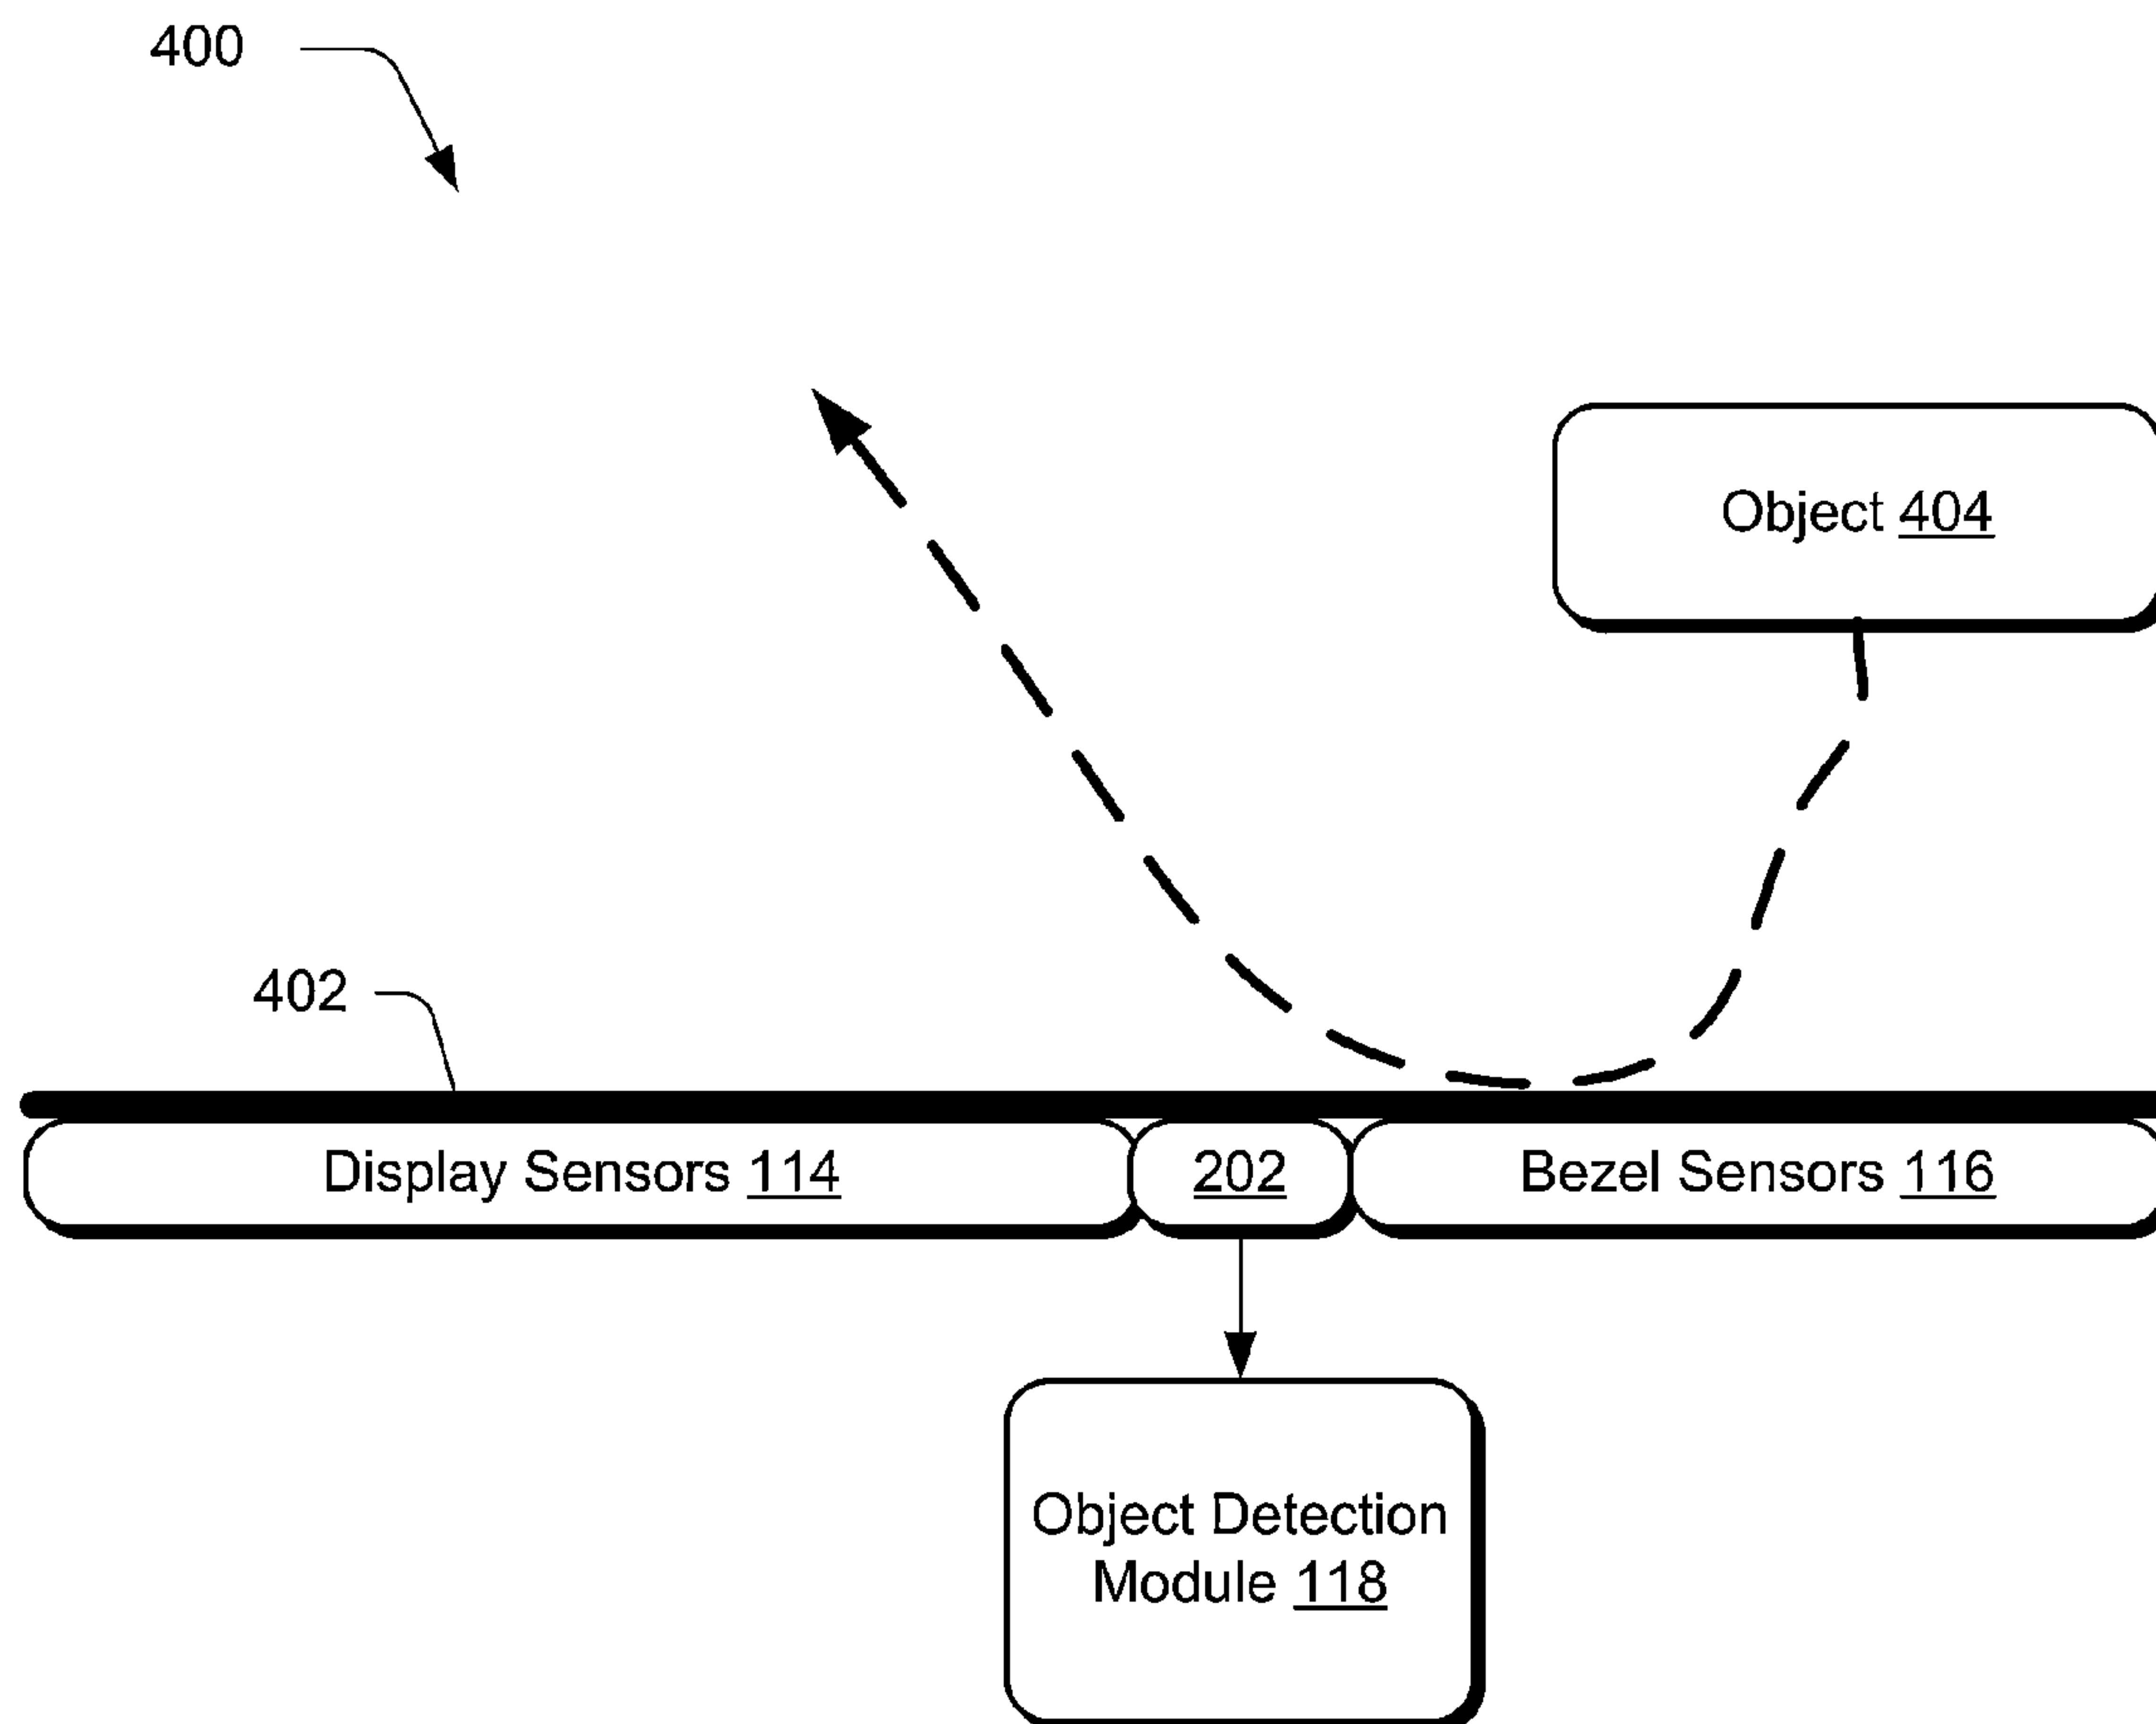 400
Object 404
402
Display Sensors 114
202
Bezel Sensors 116
Object Detection
Module 118